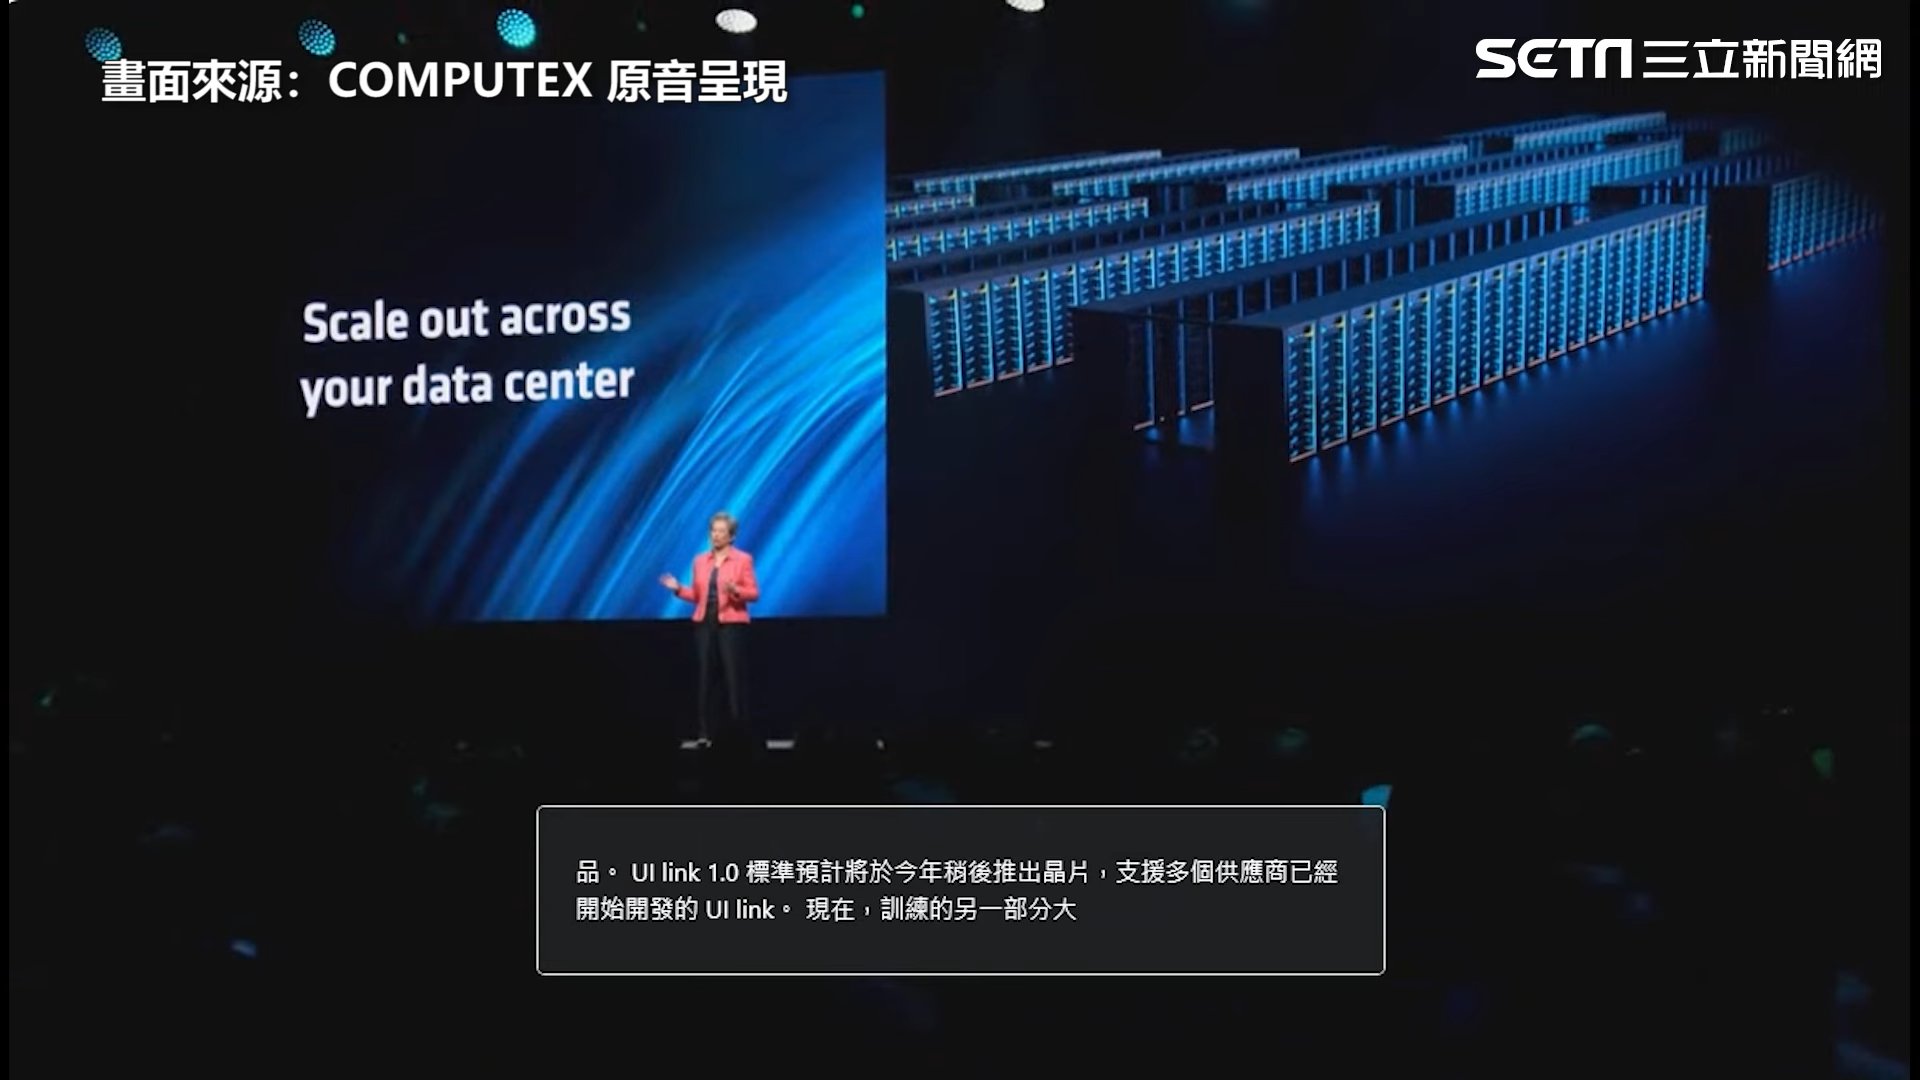 畫面來源：COMPUTEX 原音呈現
SETN三立新聞網
Scale out across
your data center
品。 UI link 1.0 標準預計將於今年稍後推出晶片，支援多個供應商已經
開始開發的 UI link。 現在，訓練的另一部分大